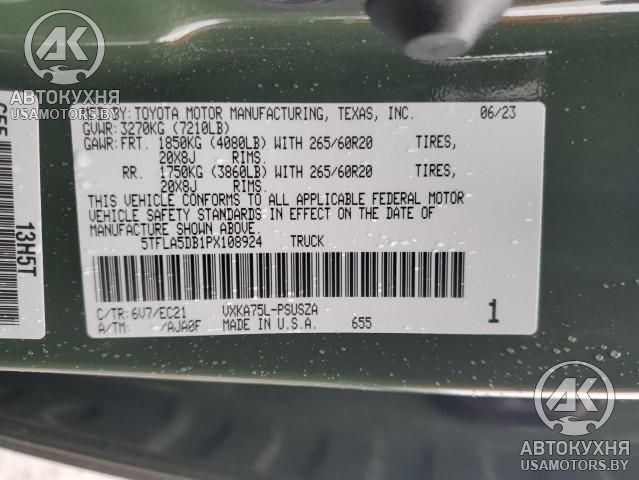 AK
АВТОКУХНЯ
USAMOTORS.BY
BY: TOYOTA MOTOR MANUFACTURING, TEXAS, INC. 06/23
GVWR: 3270KG (7210LB)
GAWR: FRT. 1850KG (4080LB) WITH 265/60R20 TIRES,
20X8J RIMS.
RR. 1750KG (3860LB) WITH 265/60R20 TIRES,
20X8J RIMS.
THIS VEHICLE CONFORMS TO ALL APPLICABLE FEDERAL MOTOR
VEHICLE SAFETY STANDARDS IN EFFECT ON THE DATE OF
MANUFACTURE SHOWN ABOVE.
5TFLA5DB1PX108924 TRUCK
C/TR: 6V7/EC21 VXKA75L-PSUSZA
A/TM: /AJA0F MADE IN U.S.A. 655
1
13H5T
AK
АВТОКУХНЯ
USAMOTORS.BY